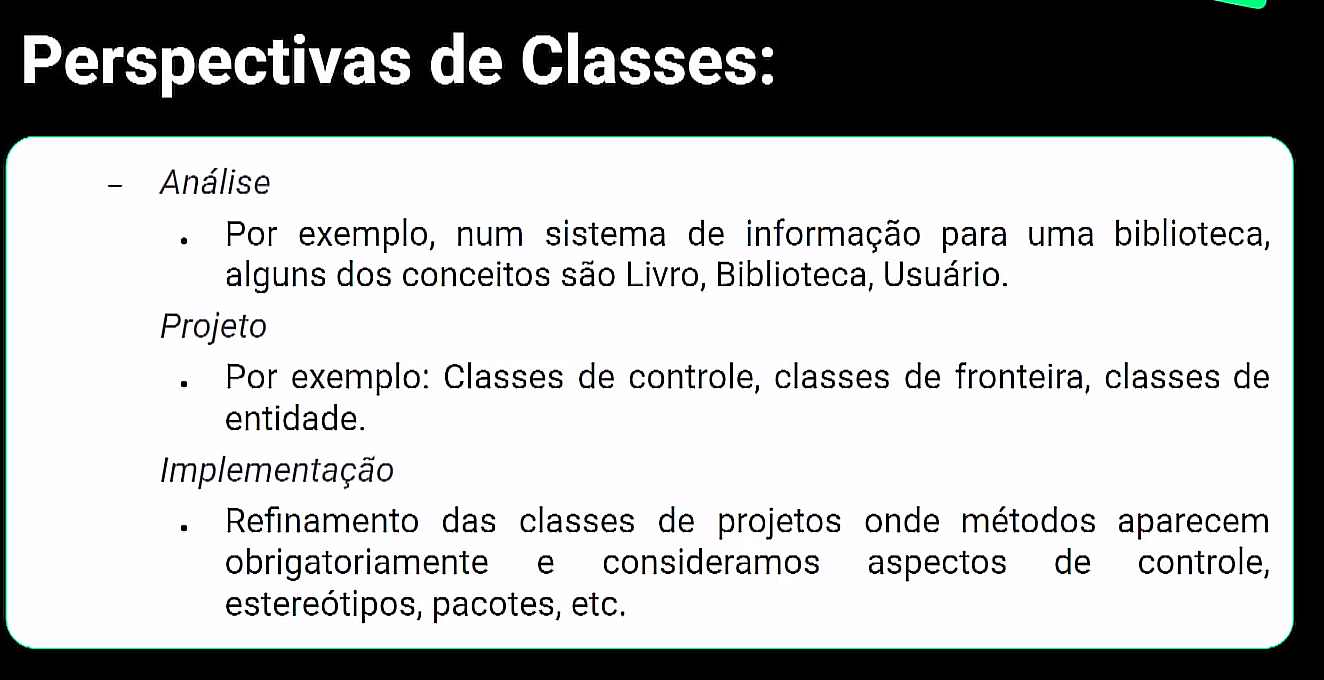 Perspectivas de Classes:
– Análise
. Por exemplo, num sistema de informação para uma biblioteca,
alguns dos conceitos são Livro, Biblioteca, Usuário.
Projeto
. Por exemplo: Classes de controle, classes de fronteira, classes de
entidade.
Implementação
. Refinamento das classes de projetos onde métodos aparecem
obrigatoriamente e consideramos aspectos de controle,
estereótipos, pacotes, etc.